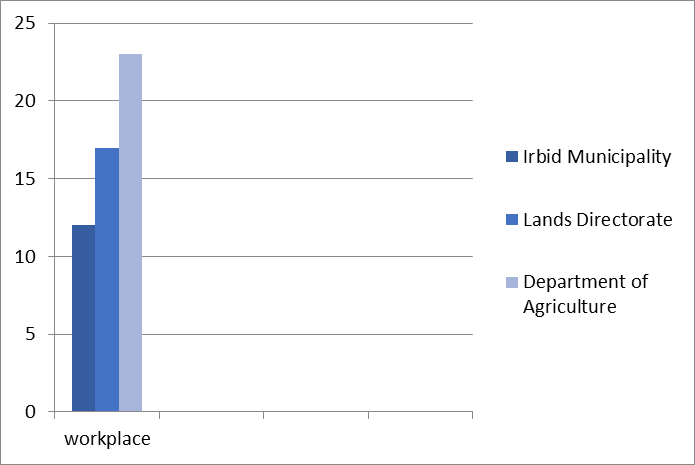 25
20
15
10
5
0
workplace
Irbid Municipality
Lands Directorate
Department of
Agriculture